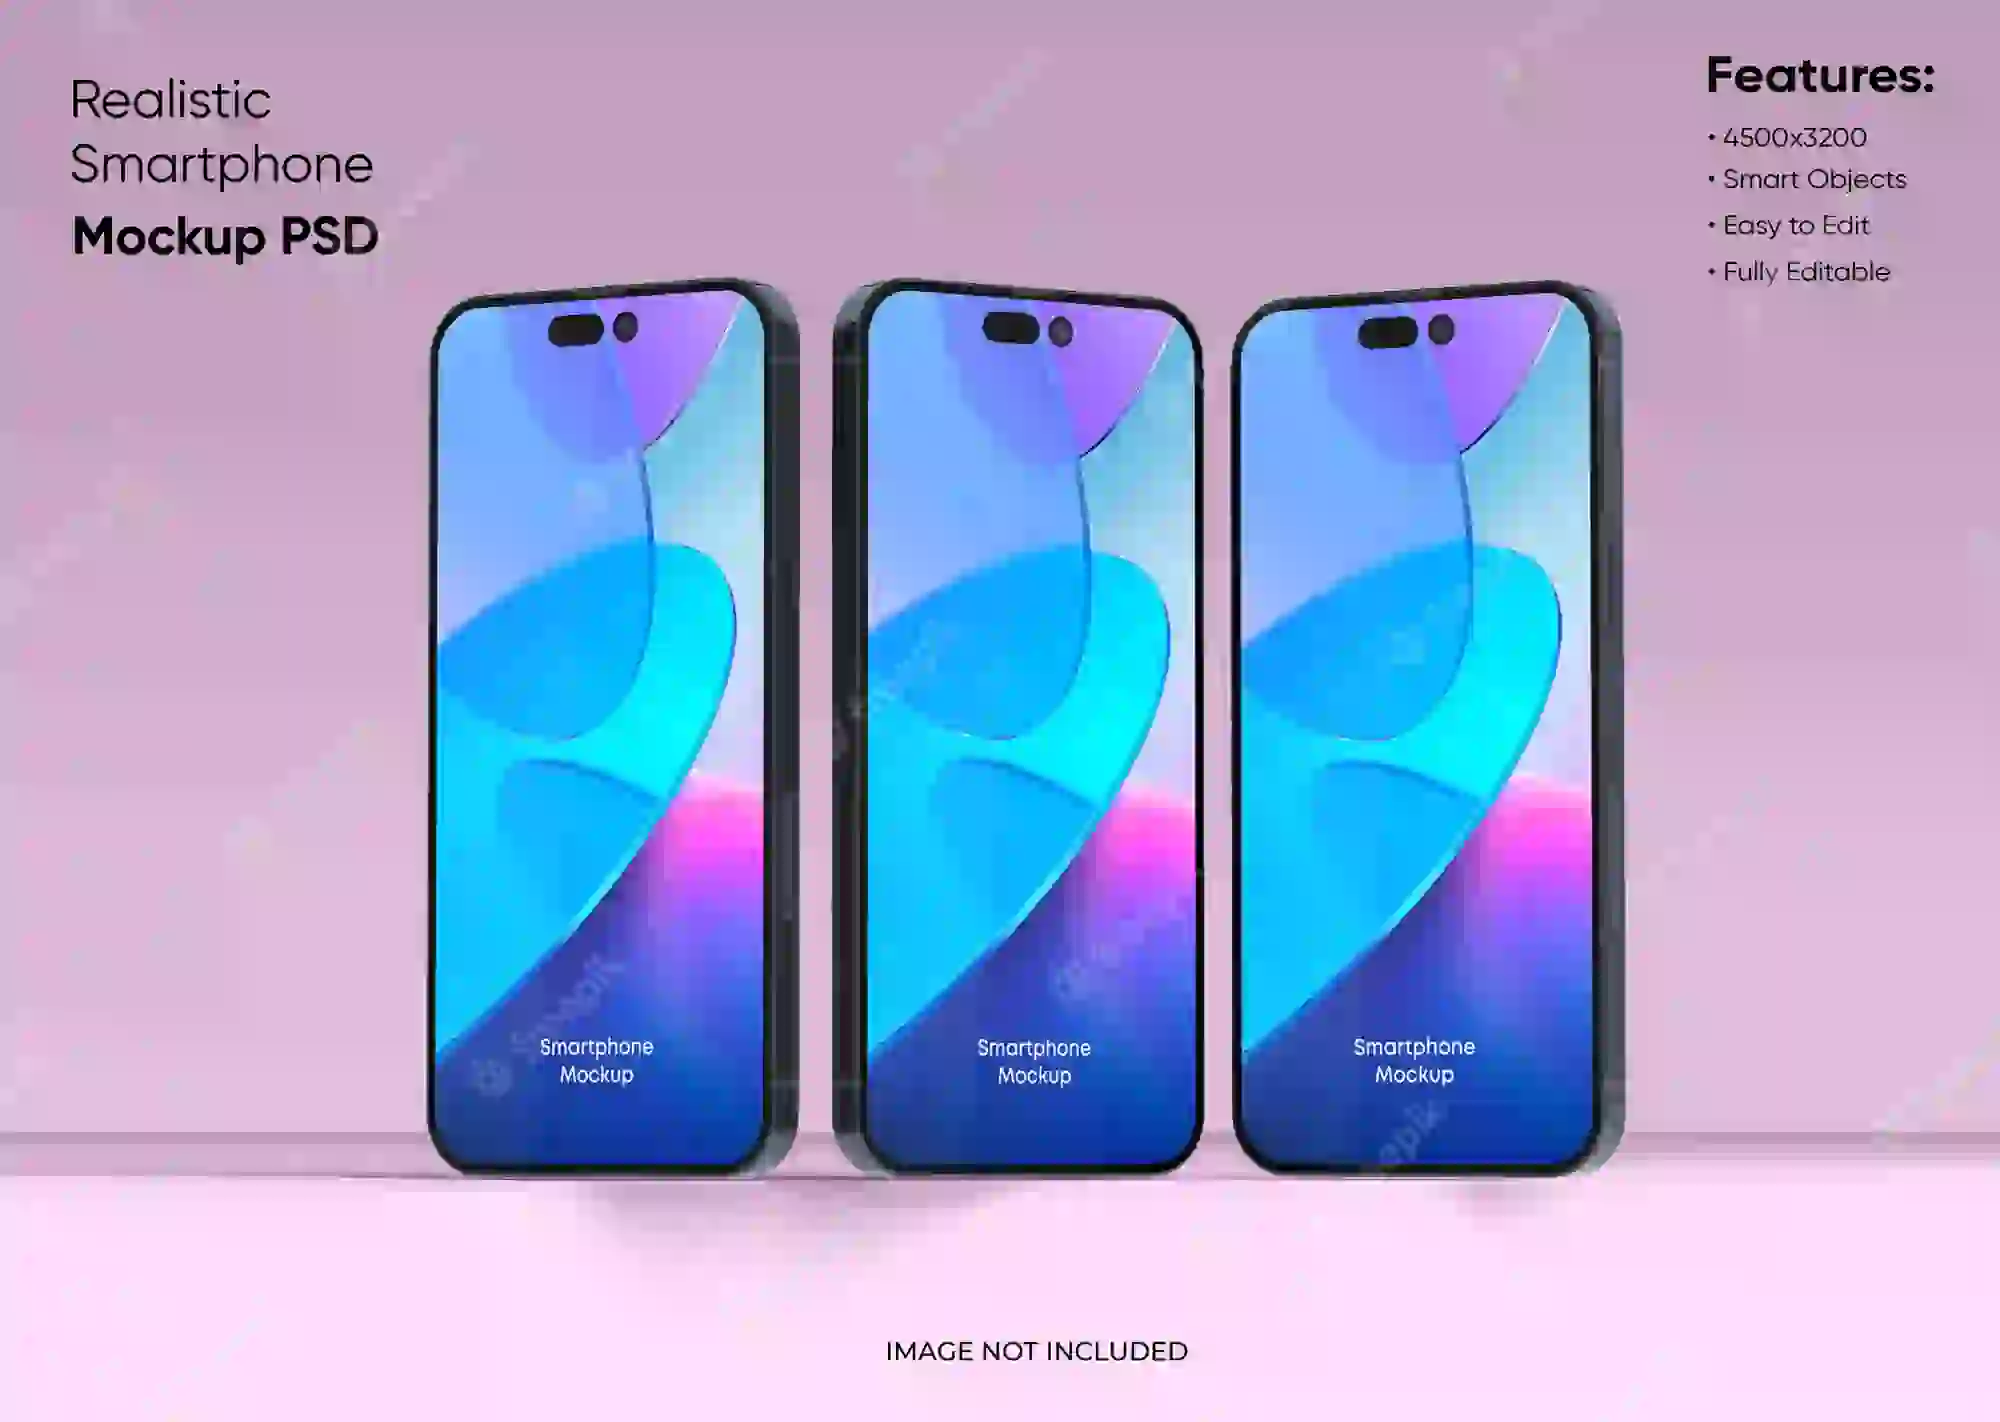 Realistic
Smartphone
Mockup PSD
Features:
• 4500x3200
• Smart Objects
• Easy to Edit
• Fully Editable
Smartphone
Mockup
Smartphone
Mockup
Smartphone
Mockup
IMAGE NOT INCLUDED